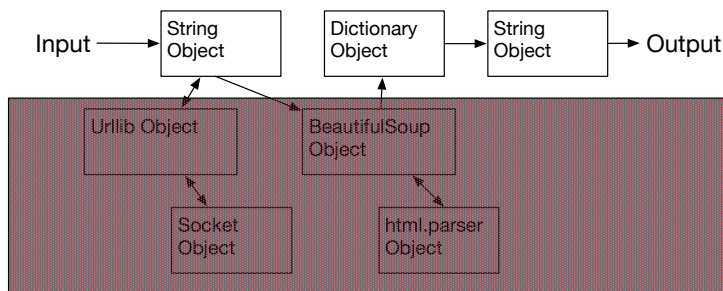 Input
String
Object
Dictionary
Object
String
Object
Output
Urllib Object
BeautifulSoup
Object
Socket
Object
html.parser
Object